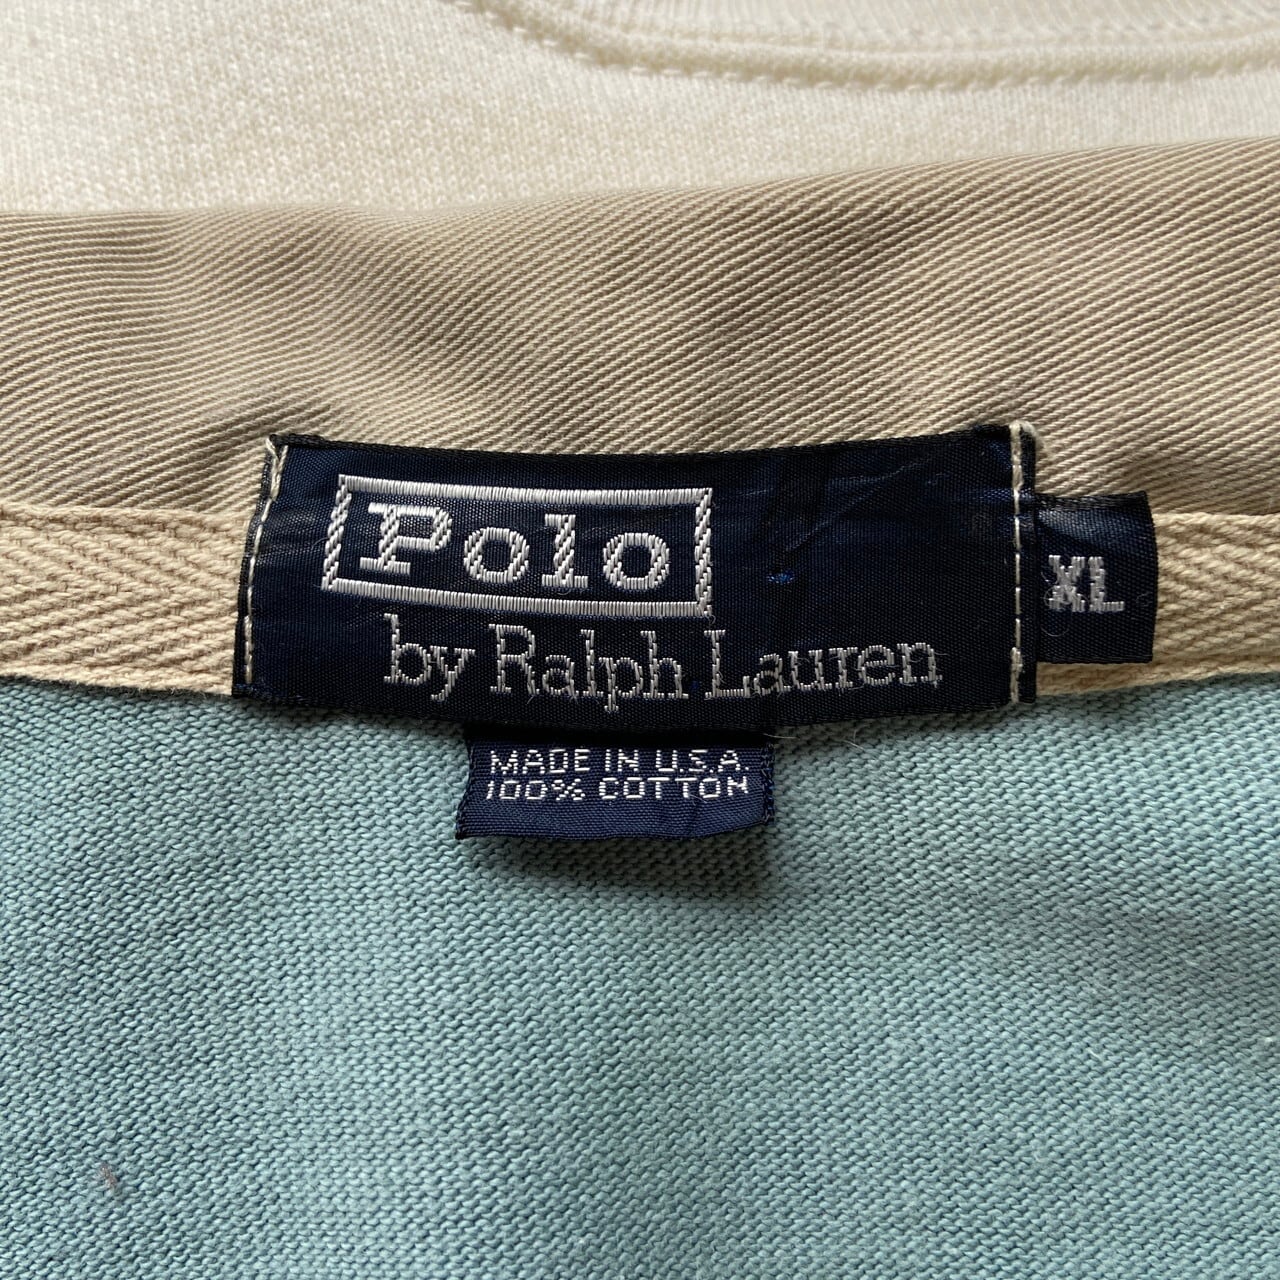 Polo
by Ralph Lauren
XL
MADE IN U.S.A.
100% COTTON